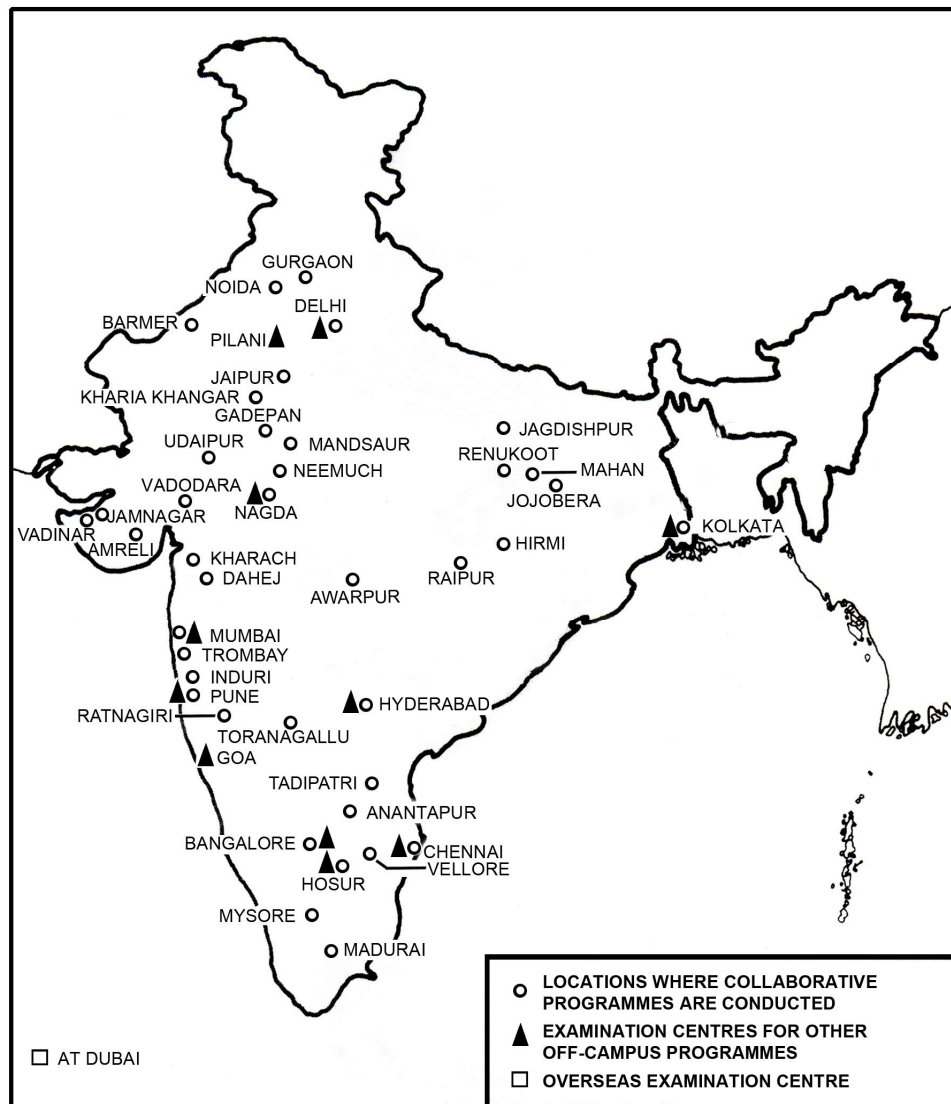 GURGAON
NOIDA
DELHI
BARMER
PILANI
JAIPUR
KHARIA KHANGAR
GADEPAN
JAGDISHPUR
UDAIPUR
MANDSAUR
RENUKOOT
NEEMUCH
MAHAN
VADODARA
JOJOBERA
NAGDA
JAMNAGAR
VADINAR
KOLKATA
AMRELI
HIRMI
KHARACH
RAIPUR
DAHEJ
AWARPUR
MUMBAI
TROMBAY
INDURI
PUNE
HYDERABAD
RATNAGIRI
TORANAGALLU
GOA
TADIPATRI
ANANTAPUR
BANGALORE
CHENNAI
VELLORE
HOSUR
MYSORE
MADURAI
LOCATIONS WHERE COLLABORATIVE
PROGRAMMES ARE CONDUCTED
EXAMINATION CENTRES FOR OTHER
OFF-CAMPUS PROGRAMMES
OVERSEAS EXAMINATION CENTRE
AT DUBAI